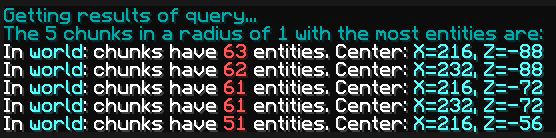 Getting results of query...
The 5 chunks in a radius of 1 with the most entities are:
In world: chunks have 63 entities. Center: X=216, Z=-88
In world: chunks have 62 entities. Center: X=232, Z=-88
In world: chunks have 61 entities. Center: X=216, Z=-72
In world: chunks have 61 entities. Center: X=232, Z=-72
In world: chunks have 51 entities. Center: X=216, Z=-56